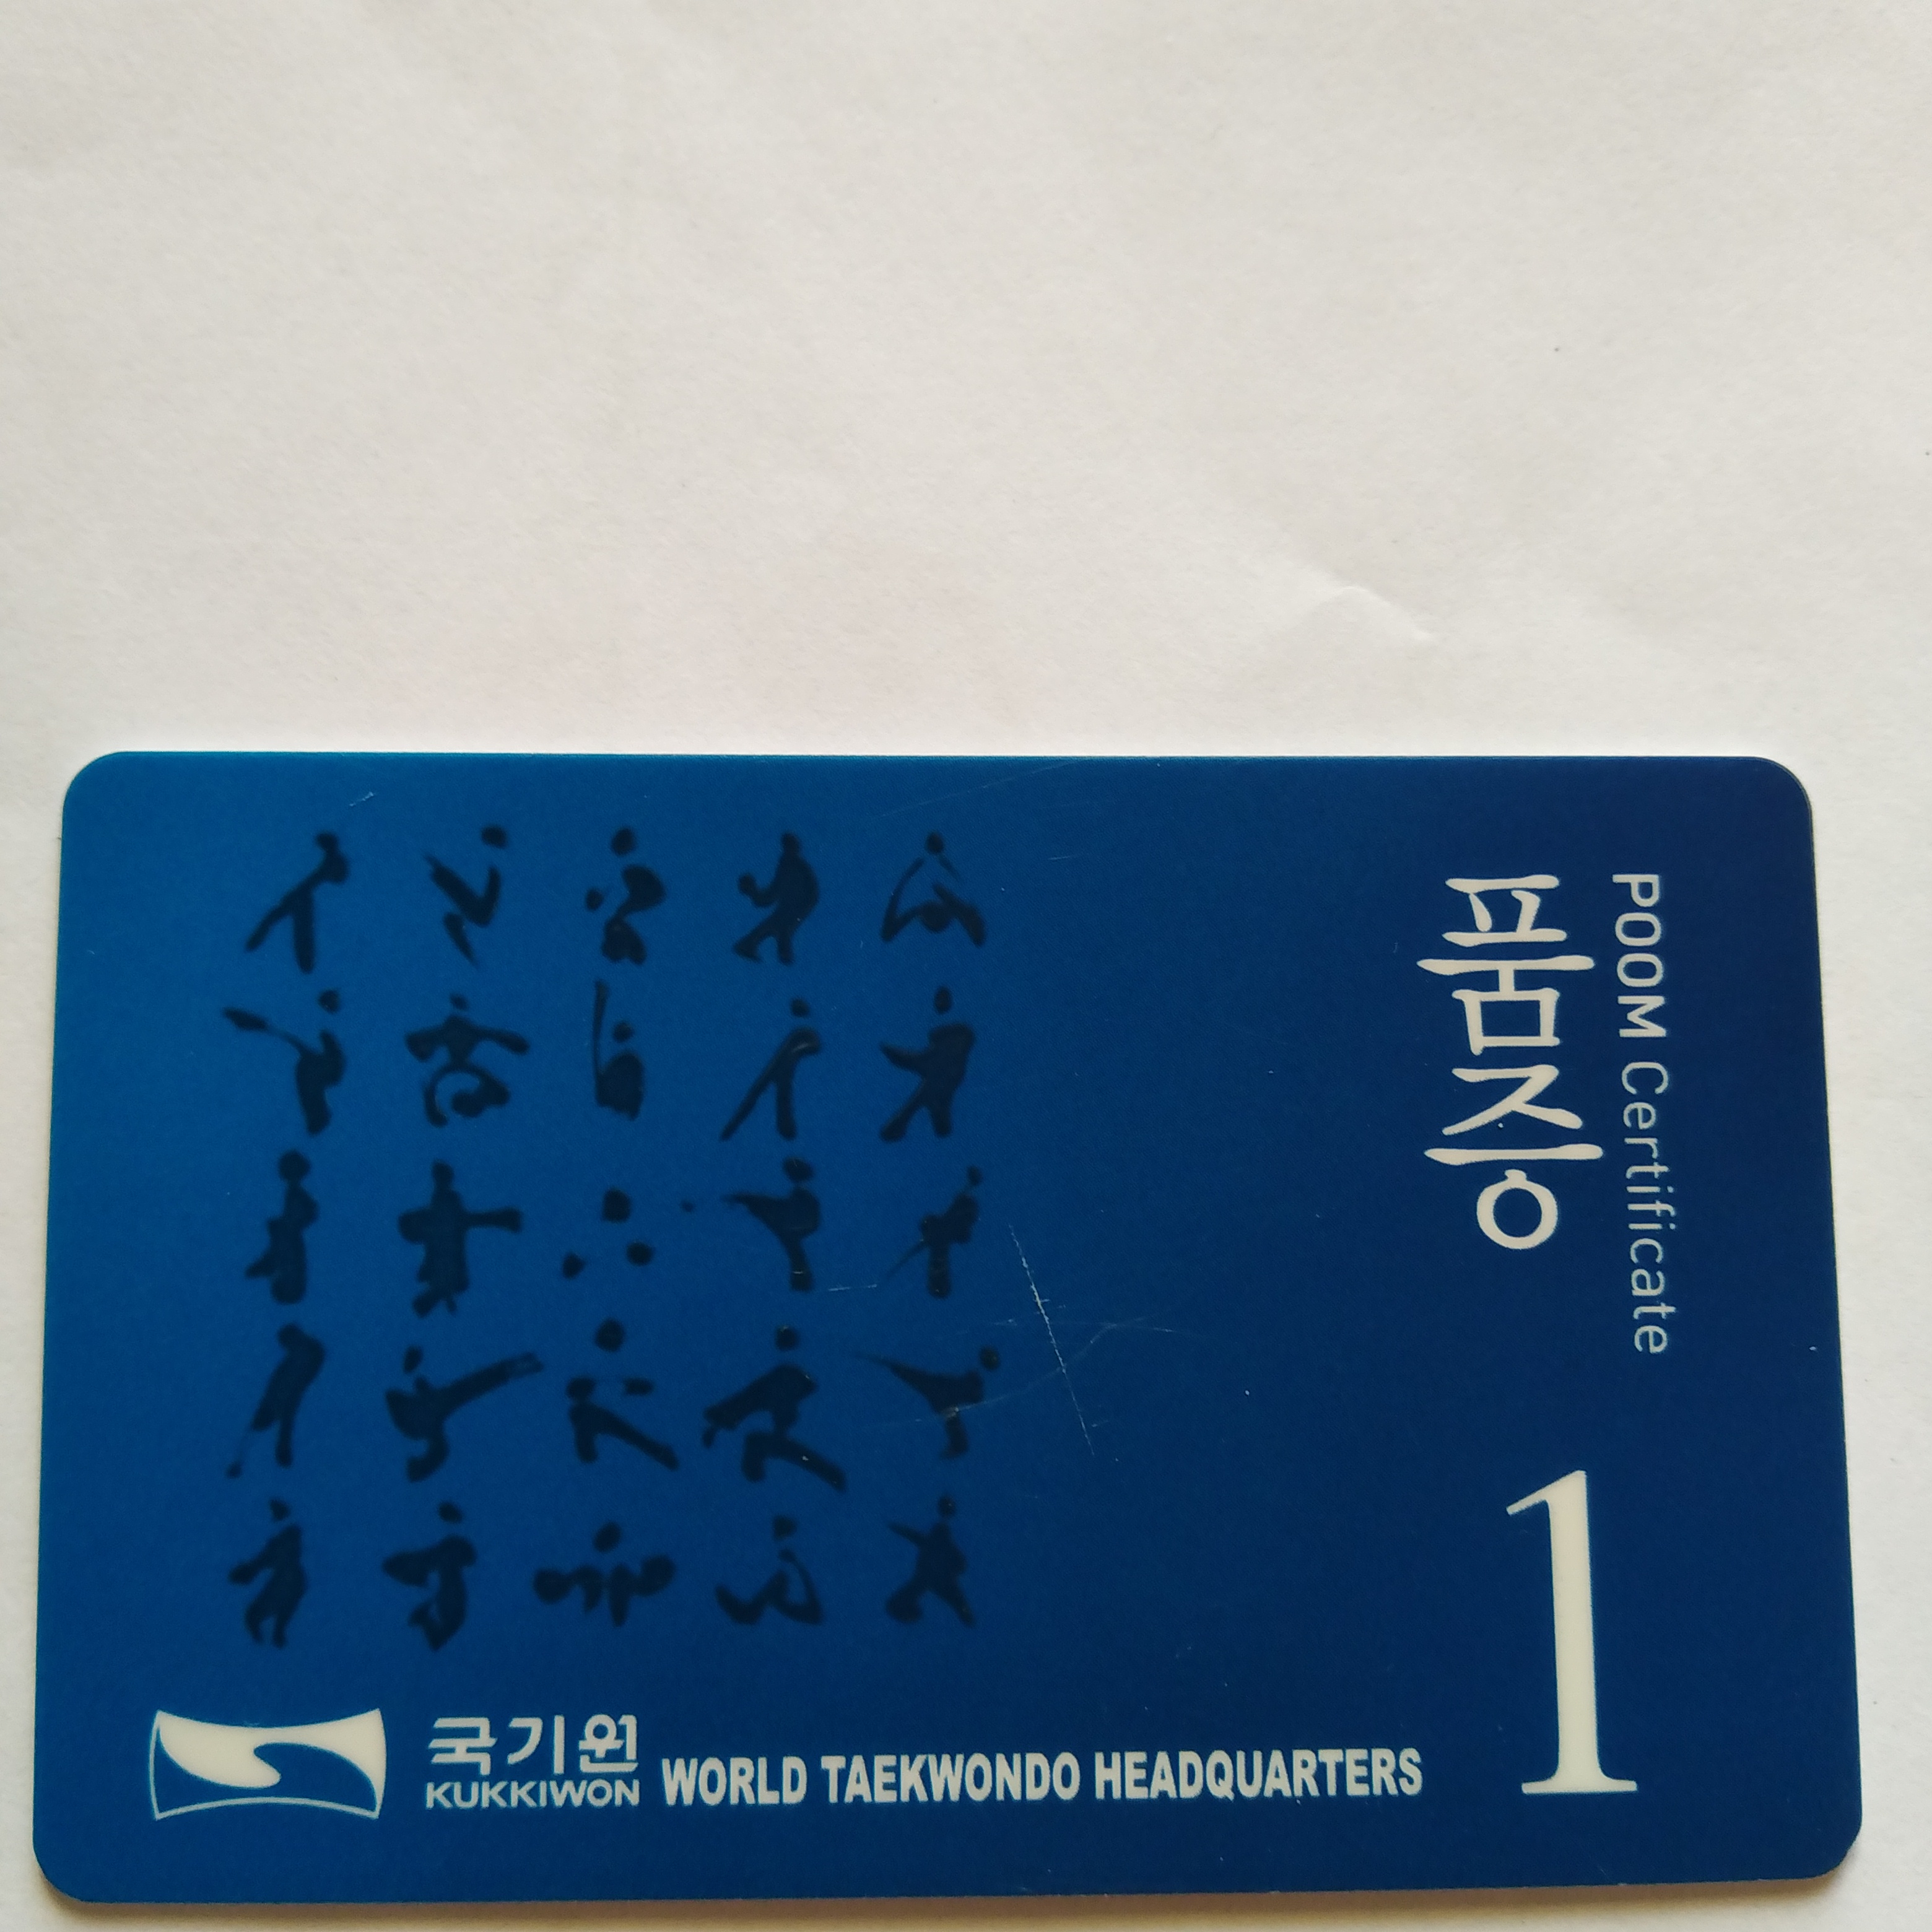 품증
POOM Certificate
1
국기원
KUKKIWON
WORLD TAEKWONDO HEADQUARTERS